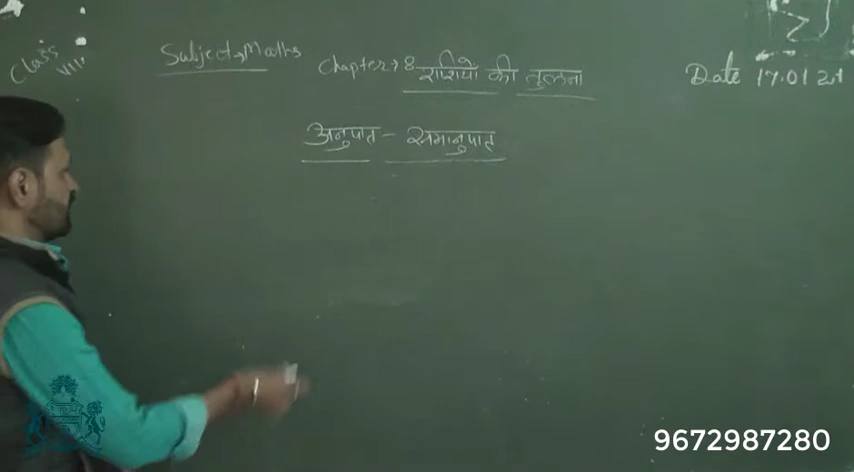 Class VIII
Subject → Maths
Chapter → 8 राशियों की तुलना
Date 17.01.21
अनुपात - समानुपात
9672987280